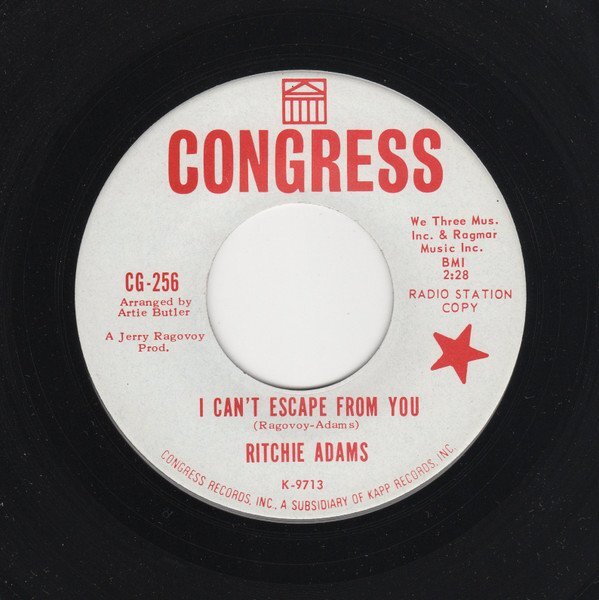 CONGRESS
We Three Mus.
Inc. & Ragmar
Music Inc.
BMI
2:28
RADIO STATION
COPY
CG-256
Arranged by
Artie Butler
A Jerry Ragovoy
Prod.
I CAN'T ESCAPE FROM YOU
(Ragovoy-Adams)
RITCHIE ADAMS
K-9713
CONGRESS RECORDS, INC., A SUBSIDIARY OF KAPP RECORDS, INC